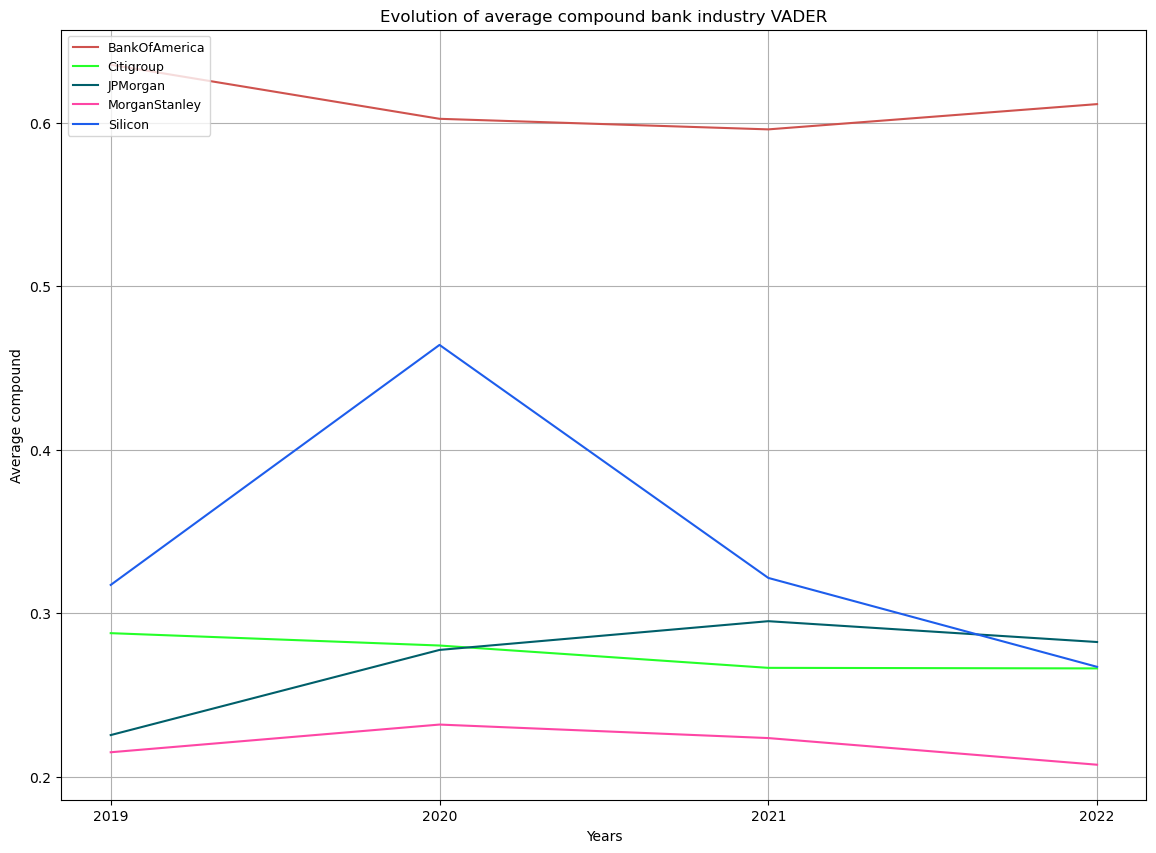 Evolution of average compound bank industry VADER
BankOfAmerica
Citigroup
JPMorgan
MorganStanley
Silicon
0.6
0.5
0.4
0.3
0.2
Average compound
2019
2020
2021
2022
Years